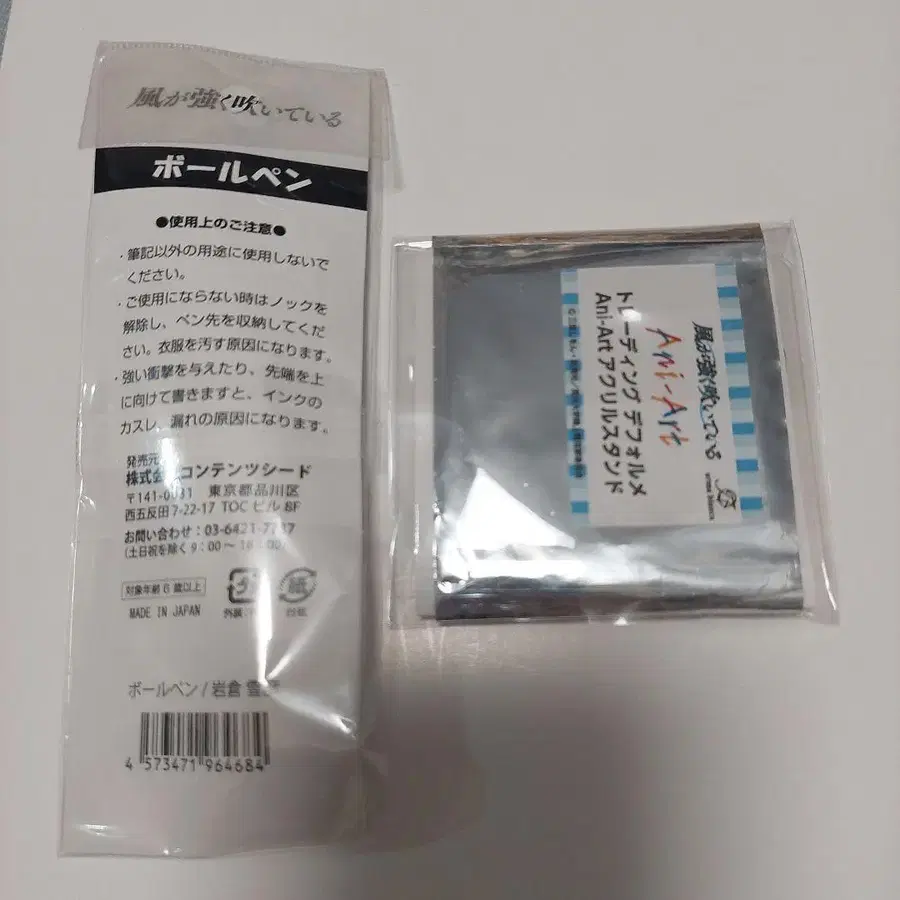 風が強く吹いている
ボールペン
●使用上のご注意●
・筆記以外の用途に使用しないで
ください。
・ご使用にならない時はノックを
解除し、ペン先を収納してくだ
さい。衣服を汚す原因になります。
・強い衝撃を与えたり、先端を上
に向けて書きますと、インクの
カスレ、漏れの原因になります。
発売元
株式会 コンテンツシード
〒141-0031 東京都品川区
西五反田7-22-17 TOC ビル 8F
お問い合わせ:03-6421-7
(土日祝を除く 9:00~
対象年齢 6 歳以上
MADE IN JAPAN
ボールペン / 岩倉
4 573471 964684
風が強く吹いている
Ani-Art
トレーディング デフォルメ
Ani-Art アクリルスタンド